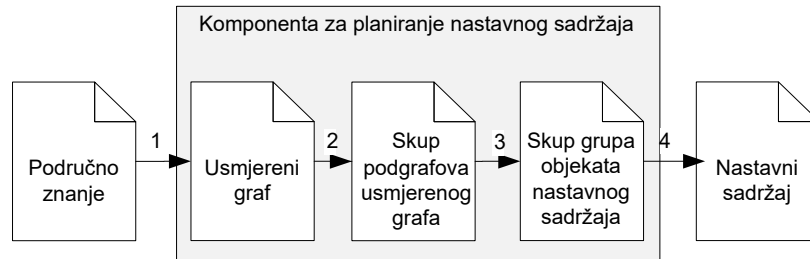 Komponenta za planiranje nastavnog sadržaja
Područno
znanje
1
Usmjereni
graf
2
Skup
podgrafova
usmjerenog
grafa
3
Skup grupa
objekata
nastavnog
sadržaja
4
Nastavni
sadržaj